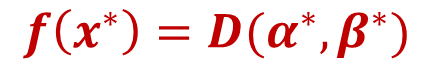 f(x*) = D(α*, β*)